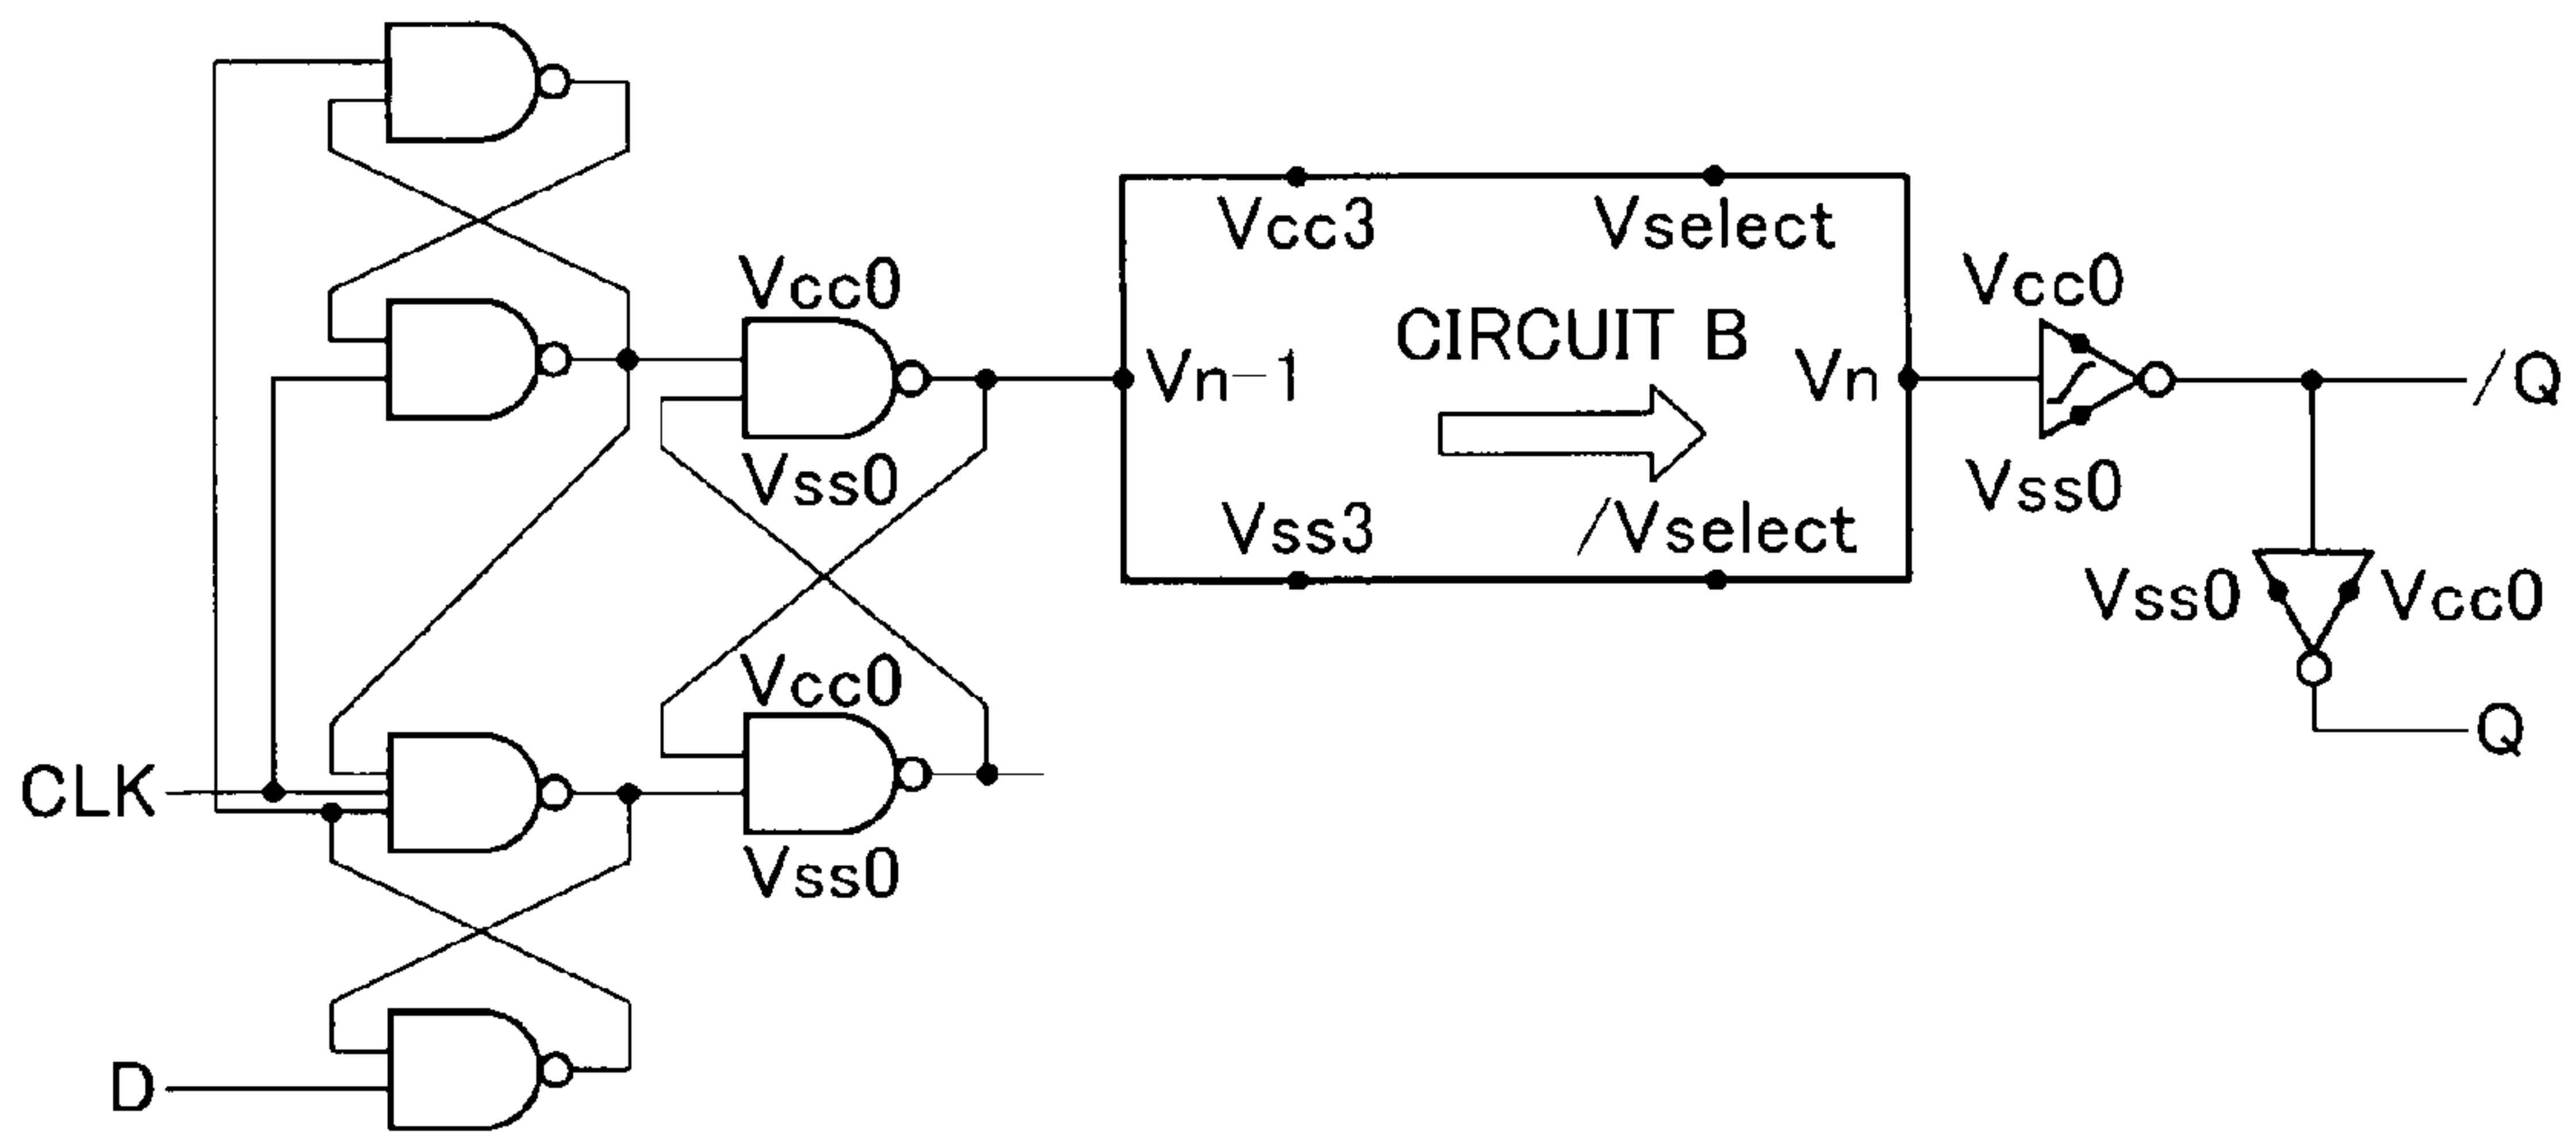 Vcc3
Vselect
Vcc0
Vcc0
CIRCUIT B
Vn-1
Vn
/Q
Vss0
Vss0
Vss3
/Vselect
Vss0
Vcc0
Vcc0
Q
CLK
Vss0
D